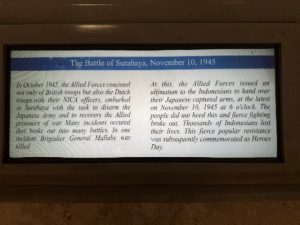 The Battle of Surabaya, November 10, 1945
In October 1945, the Allied Forces consisted
not only of British troops but also the Dutch
troops with their NICA officers, embarked
in Surabaya with the task to disarm the
Japanese Army and to recovery the Allied
prisoners of war. Many incidents occured
that broke out into many battles. In one
incident Brigadier General Mallaby was
killed.
At this, the Allied Forces issued an
ultimatum to the Indonesians to hand over
their Japanese captured arms, at the latest
on November 10, 1945 at 6 o'clock. The
people did not heed this and fierce fighting
broke out. Thousands of Indonesians lost
their lives. This fierce popular resistance
was subsequently commemorated as Heroes
Day.